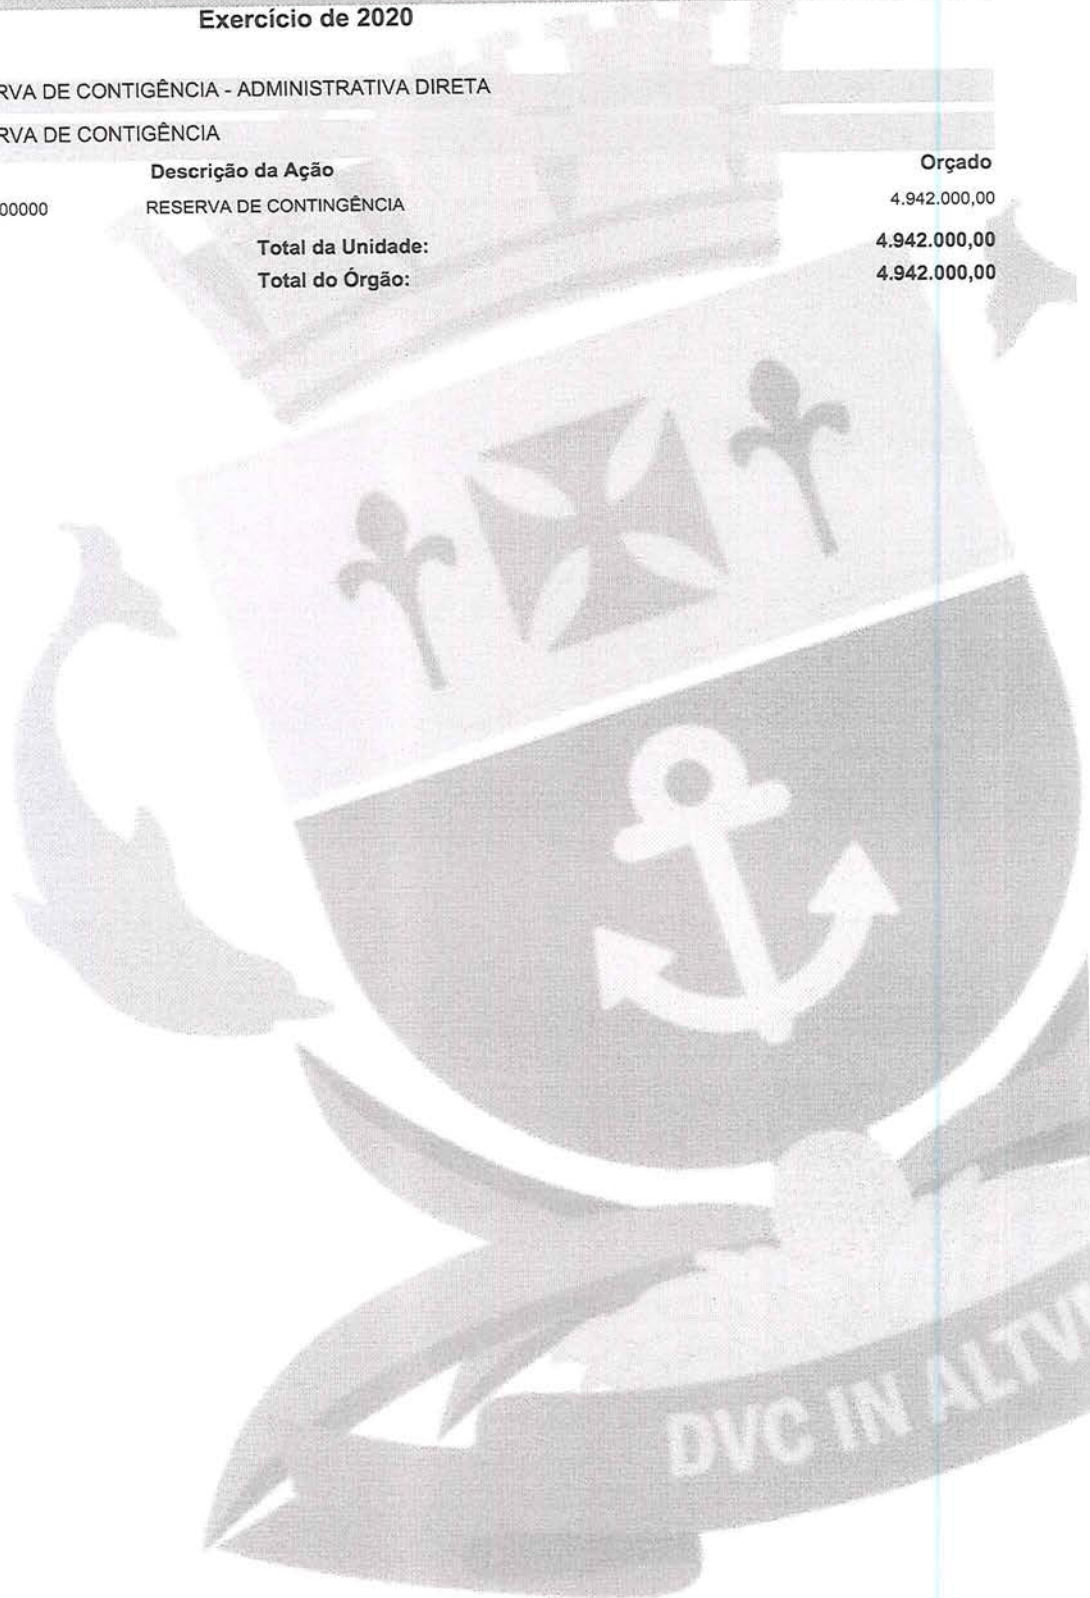 Exercício de 2020
RVA DE CONTIGÊNCIA - ADMINISTRATIVA DIRETA
RVA DE CONTIGÊNCIA
Descrição da Ação Orçado
00000 RESERVA DE CONTINGÊNCIA 4.942.000,00
Total da Unidade: 4.942.000,00
Total do Órgão: 4.942.000,00
DVC IN ALTV